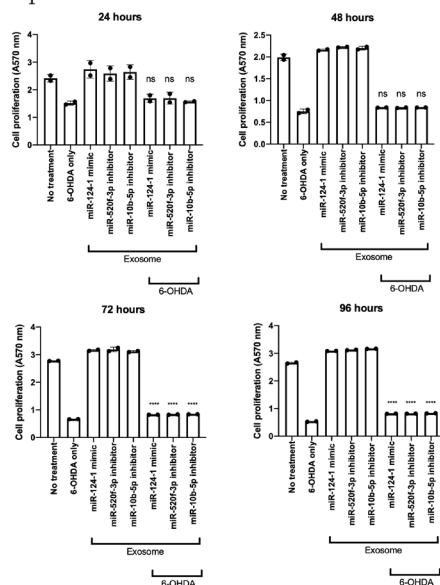 24 hours
Cell proliferation (A570 nm)
4
3
2
1
0
ns ns ns
No treatment
6-OHDA only
miR-124-1 mimic
miR-520f-3p inhibitor
miR-10b-5p inhibitor
miR-124-1 mimic
miR-520f-3p inhibitor
miR-10b-5p inhibitor
Exosome
6-OHDA
48 hours
Cell proliferation (A570 nm)
2.5
2.0
1.5
1.0
0.5
0.0
ns ns ns
No treatment
6-OHDA only
miR-124-1 mimic
miR-520f-3p inhibitor
miR-10b-5p inhibitor
miR-124-1 mimic
miR-520f-3p inhibitor
miR-10b-5p inhibitor
Exosome
6-OHDA
72 hours
Cell proliferation (A570 nm)
4
3
2
1
0
**** **** ****
No treatment
6-OHDA only
miR-124-1 mimic
miR-520f-3p inhibitor
miR-10b-5p inhibitor
miR-124-1 mimic
miR-520f-3p inhibitor
miR-10b-5p inhibitor
Exosome
6-OHDA
96 hours
Cell proliferation (A570 nm)
4
3
2
1
0
**** **** ****
No treatment
6-OHDA only
miR-124-1 mimic
miR-520f-3p inhibitor
miR-10b-5p inhibitor
miR-124-1 mimic
miR-520f-3p inhibitor
miR-10b-5p inhibitor
Exosome
6-OHDA